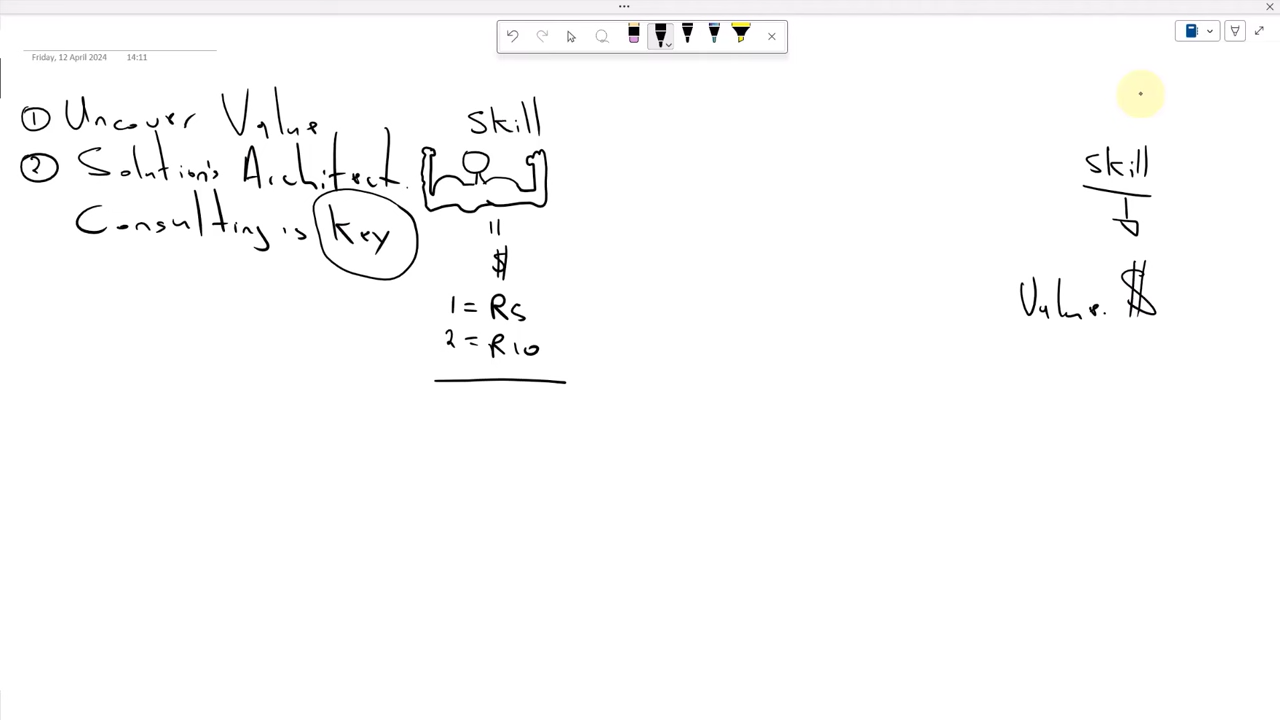 Friday, 12 April 2024 14:11
① Uncover Value
② Solution's Architect.
Consulting is Key
Skill
=
$
1 = R5
2 = R10
Skill
Value. $